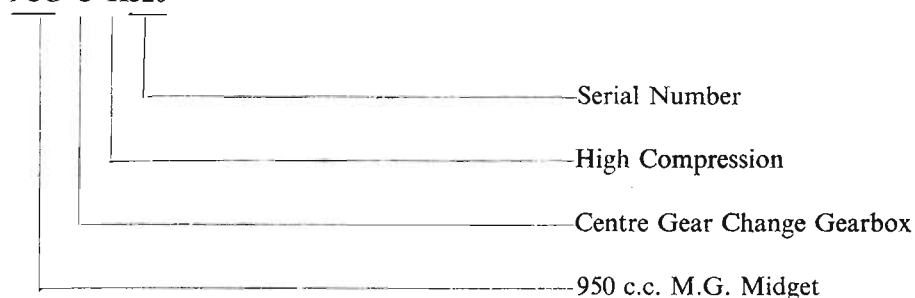 Serial Number
High Compression
Centre Gear Change Gearbox
950 c.c. M.G. Midget